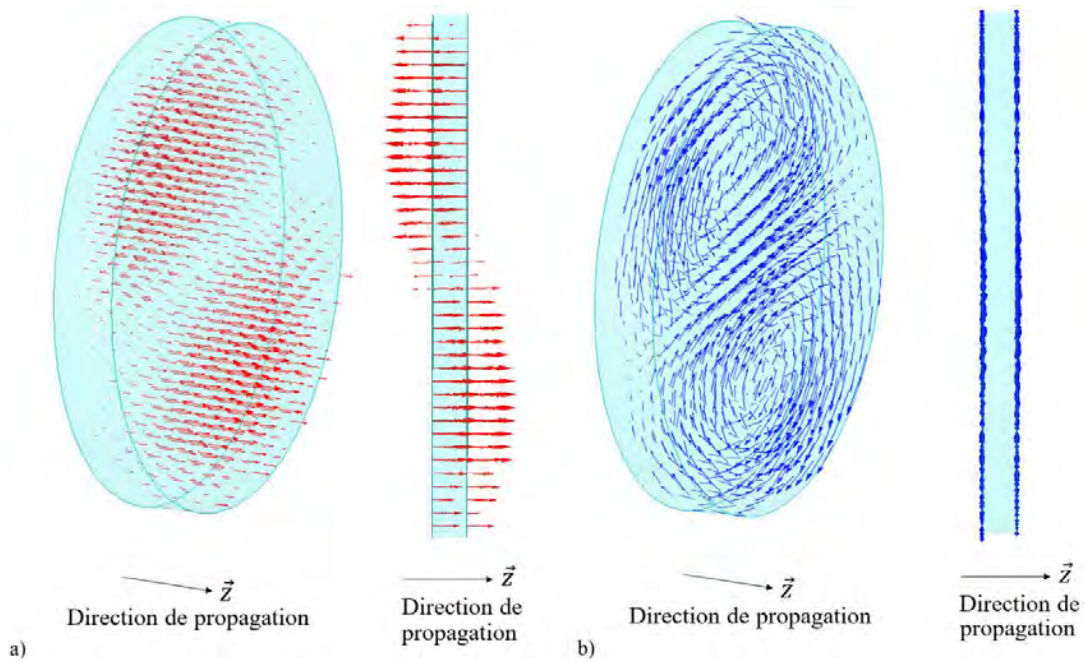 z⃗
Direction de propagation
z⃗
Direction de
propagation
a)
z⃗
Direction de propagation
z⃗
Direction de
propagation
b)